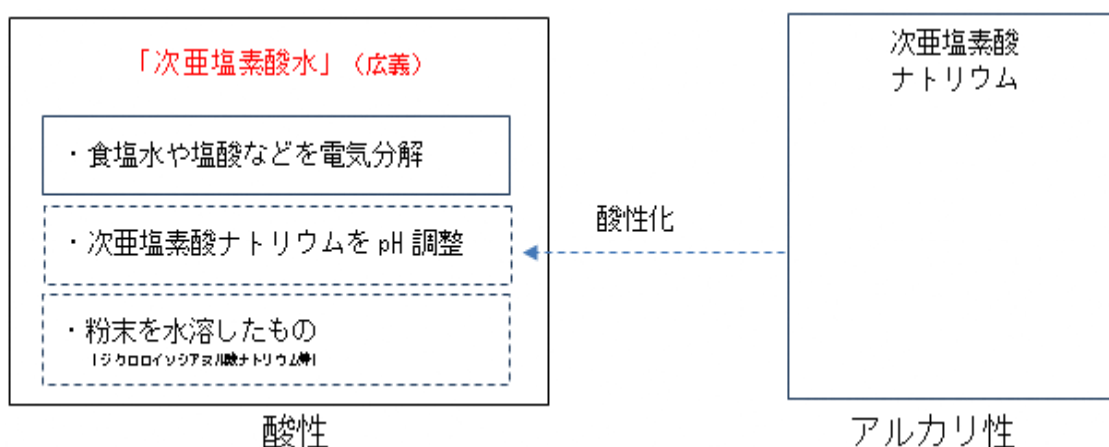 「次亜塩素酸水」（広義）
・食塩水や塩酸などを電気分解
・次亜塩素酸ナトリウムを pH 調整
・粉末を水溶したもの
（ジクロロイソシアヌル酸ナトリウム等）
酸性
酸性化
次亜塩素酸
ナトリウム
アルカリ性